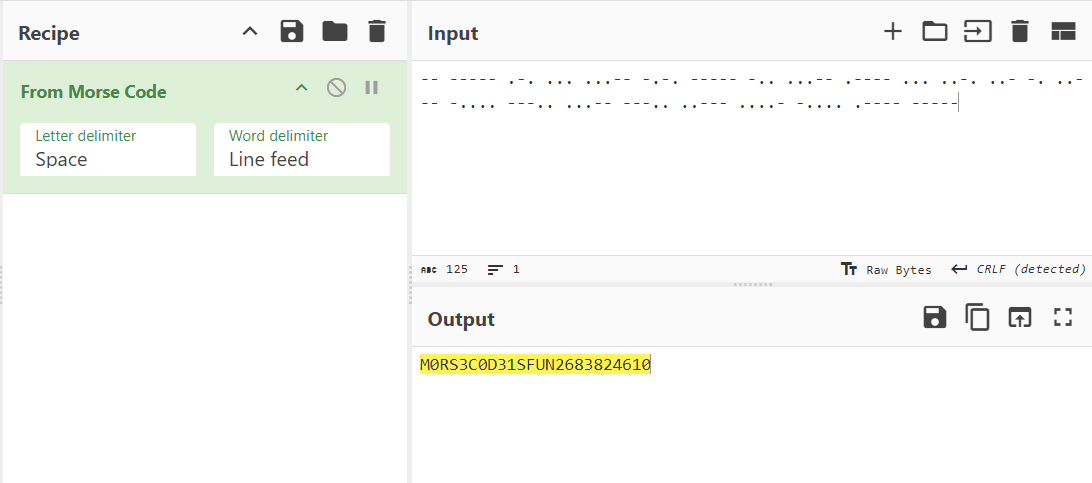 Recipe
From Morse Code
Letter delimiter
Space
Word delimiter
Line feed
Input
-- ----- .-. ... ...-- -.-. ----- -.. ...-- .---- ... ..-. ..- -. ..-
-- -.... ---.. ...-- ---.. ..--- ....- -.... .---- -----
ABC 125 1 Raw Bytes CRLF (detected)
Output
M0RS3C0D31SFUN2683824610